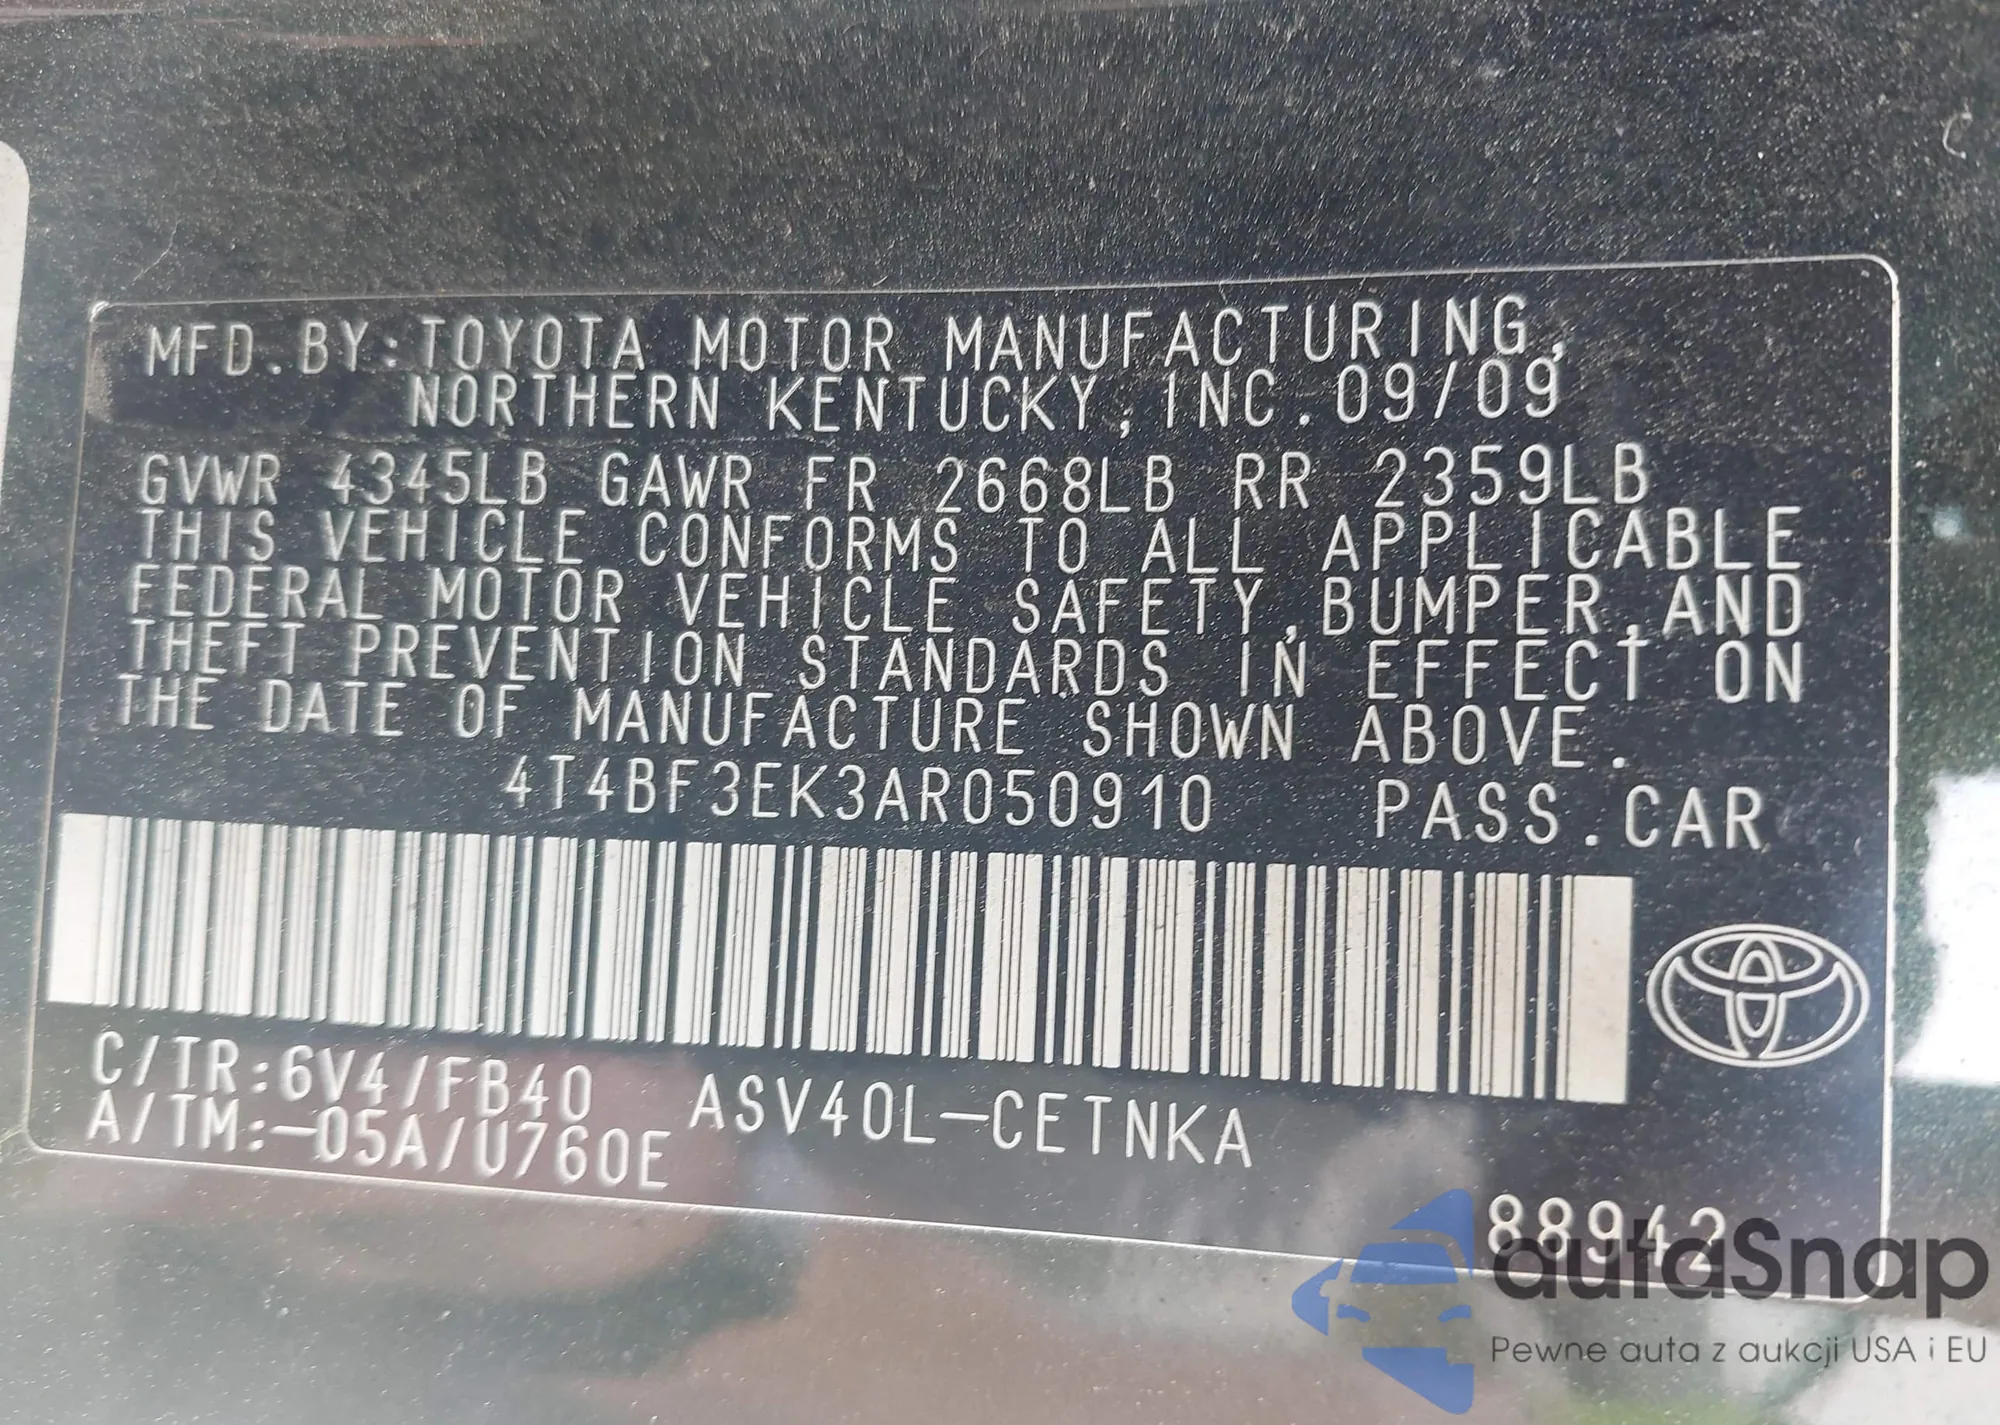 MFD.BY:TOYOTA MOTOR MANUFACTURING,
NORTHERN KENTUCKY, INC. 09/09
GVWR 4345LB GAWR FR 2668LB RR 2359LB
THIS VEHICLE CONFORMS TO ALL APPLICABLE
FEDERAL MOTOR VEHICLE SAFETY,BUMPER,AND
THEFT PREVENTION STANDARDS IN EFFECT ON
THE DATE OF MANUFACTURE SHOWN ABOVE.
4T4BF3EK3AR050910 PASS.CAR
C/TR:6V4/FB40 ASV40L-CETNKA
A/TM:-05A/U760E
88942
autaSnap
Pewne auta z aukcji USA i EU